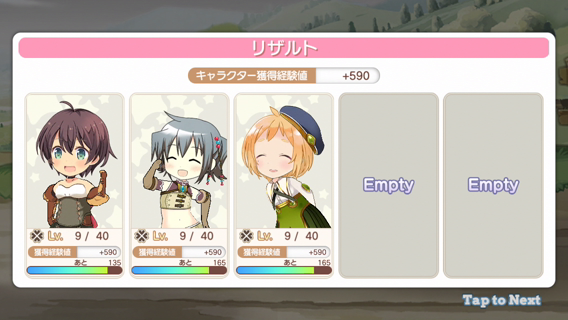 リザルト
キャラクター獲得経験値 +590
Lv. 9 / 40
獲得経験値 +590
あと 135
Lv. 9 / 40
獲得経験値 +590
あと 165
Lv. 9 / 40
獲得経験値 +590
あと 165
Empty
Empty
Tap to Next